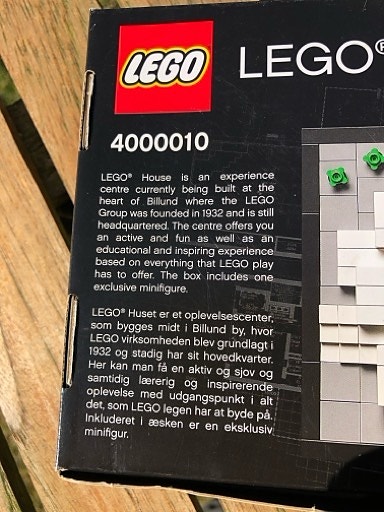 LEGO
LEGO®
4000010
LEGO® House is an experience
centre currently being built at the
heart of Billund where the LEGO
Group was founded in 1932 and is still
headquartered. The centre offers you
an active and fun as well as an
educational and inspiring experience
based on everything that LEGO play
has to offer. The box includes one
exclusive minifigure.
LEGO® Huset er et oplevelsescenter,
som bygges midt i Billund by, hvor
LEGO virksomheden blev grundlagt i
1932 og stadig har sit hovedkvarter.
Her kan man få en aktiv og sjov og
samtidig lærerig og inspirerende
oplevelse med udgangspunkt i alt
det, som LEGO legen har at byde på.
Inkluderet i æsken er en eksklusiv
minifigur.